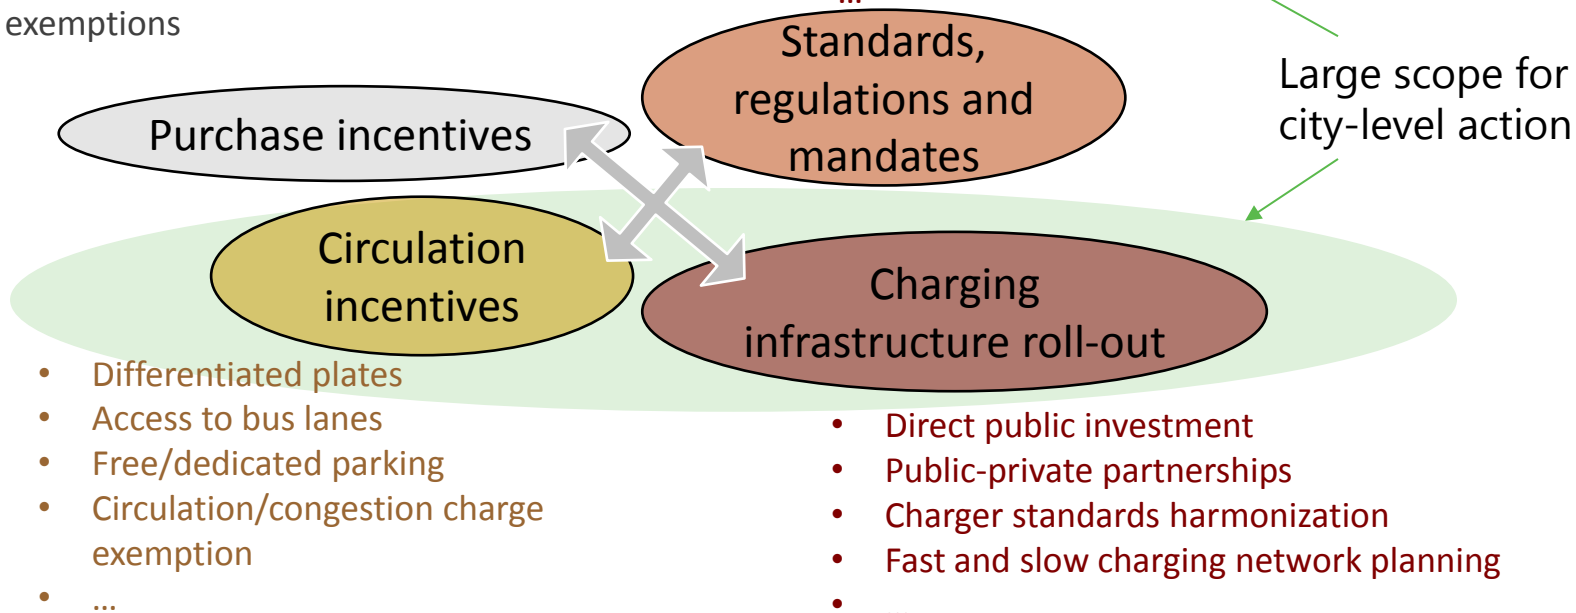 exemptions
…
Standards,
regulations and
mandates
Large scope for
city-level action
Purchase incentives
Circulation
incentives
Charging
infrastructure roll-out
• Differentiated plates
• Access to bus lanes
• Free/dedicated parking
• Circulation/congestion charge
exemption
• …
• Direct public investment
• Public-private partnerships
• Charger standards harmonization
• Fast and slow charging network planning
• …